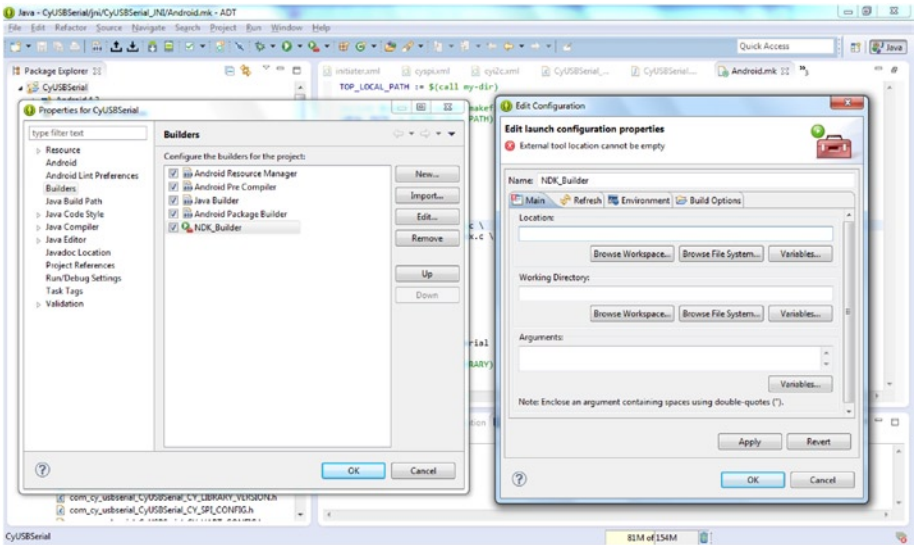 Java - CyUSBSerial/jni/CyUSBSerial_JNI/Android.mk - ADT
File Edit Refactor Source Navigate Search Project Run Window Help
Quick Access
Java
Package Explorer
initiater.xml
cyspi.xml
cyi2c.xml
CyUSBSerial_...
CyUSBSerial....
Android.mk
CyUSBSerial
TOP_LOCAL_PATH := $(call my-dir)
Properties for CyUSBSerial
type filter text
Resource
Android
Android Lint Preferences
Builders
Java Build Path
Java Code Style
Java Compiler
Java Editor
Javadoc Location
Project References
Run/Debug Settings
Task Tags
Validation
Builders
Configure the builders for the project:
Android Resource Manager
Android Pre Compiler
Java Builder
Android Package Builder
NDK_Builder
New...
Import...
Edit...
Remove
Up
Down
OK
Cancel
makef
PATH)
c \
x.c \
rial
RARY)
tion
Edit Configuration
Edit launch configuration properties
External tool location cannot be empty
Name: NDK_Builder
Main
Refresh
Environment
Build Options
Location:
Browse Workspace...
Browse File System...
Variables...
Working Directory:
Browse Workspace...
Browse File System...
Variables...
Arguments:
Variables...
Note: Enclose an argument containing spaces using double-quotes (").
Apply
Revert
OK
Cancel
com_cy_usbserial_CyUSBSerial_CY_LIBRARY_VERSION.h
com_cy_usbserial_CyUSBSerial_CY_SPI_CONFIG.h
CyUSBSerial
81M of 154M